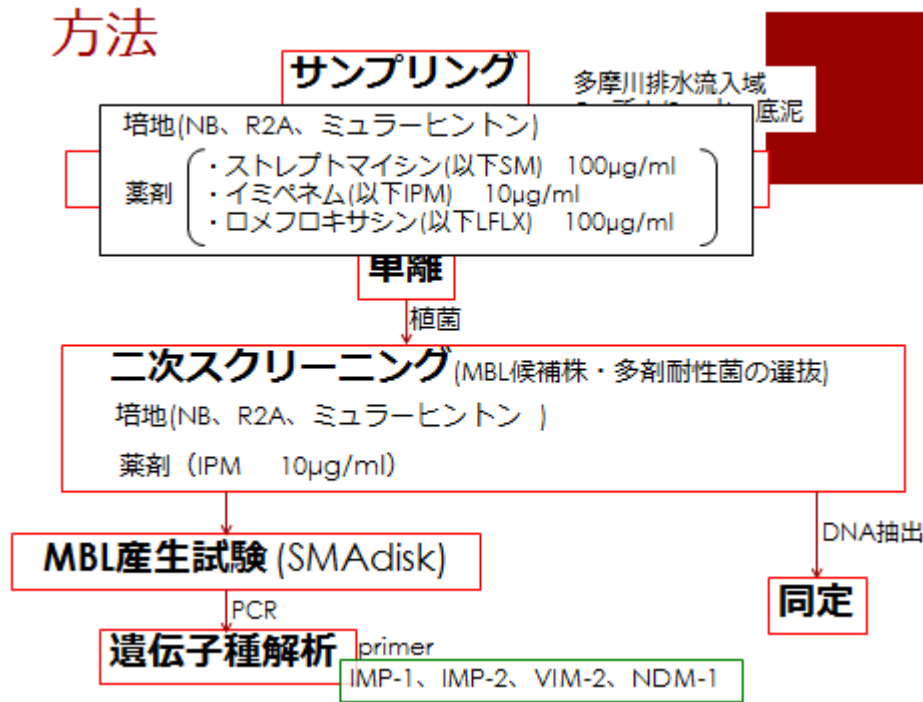 方法
サンプリング
多摩川排水流入域
底泥
培地(NB、R2A、ミュラーヒントン)
薬剤
・ストレプトマイシン(以下SM) 100μg/ml
・イミペネム(以下IPM) 10μg/ml
・ロメフロキサシン(以下LFLX) 100μg/ml
単離
植菌
二次スクリーニング(MBL候補株・多剤耐性菌の選抜)
培地(NB、R2A、ミュラーヒントン )
薬剤（IPM 10μg/ml）
DNA抽出
MBL産生試験(SMAdisk)
同定
PCR
遺伝子種解析 primer
IMP-1、IMP-2、VIM-2、NDM-1